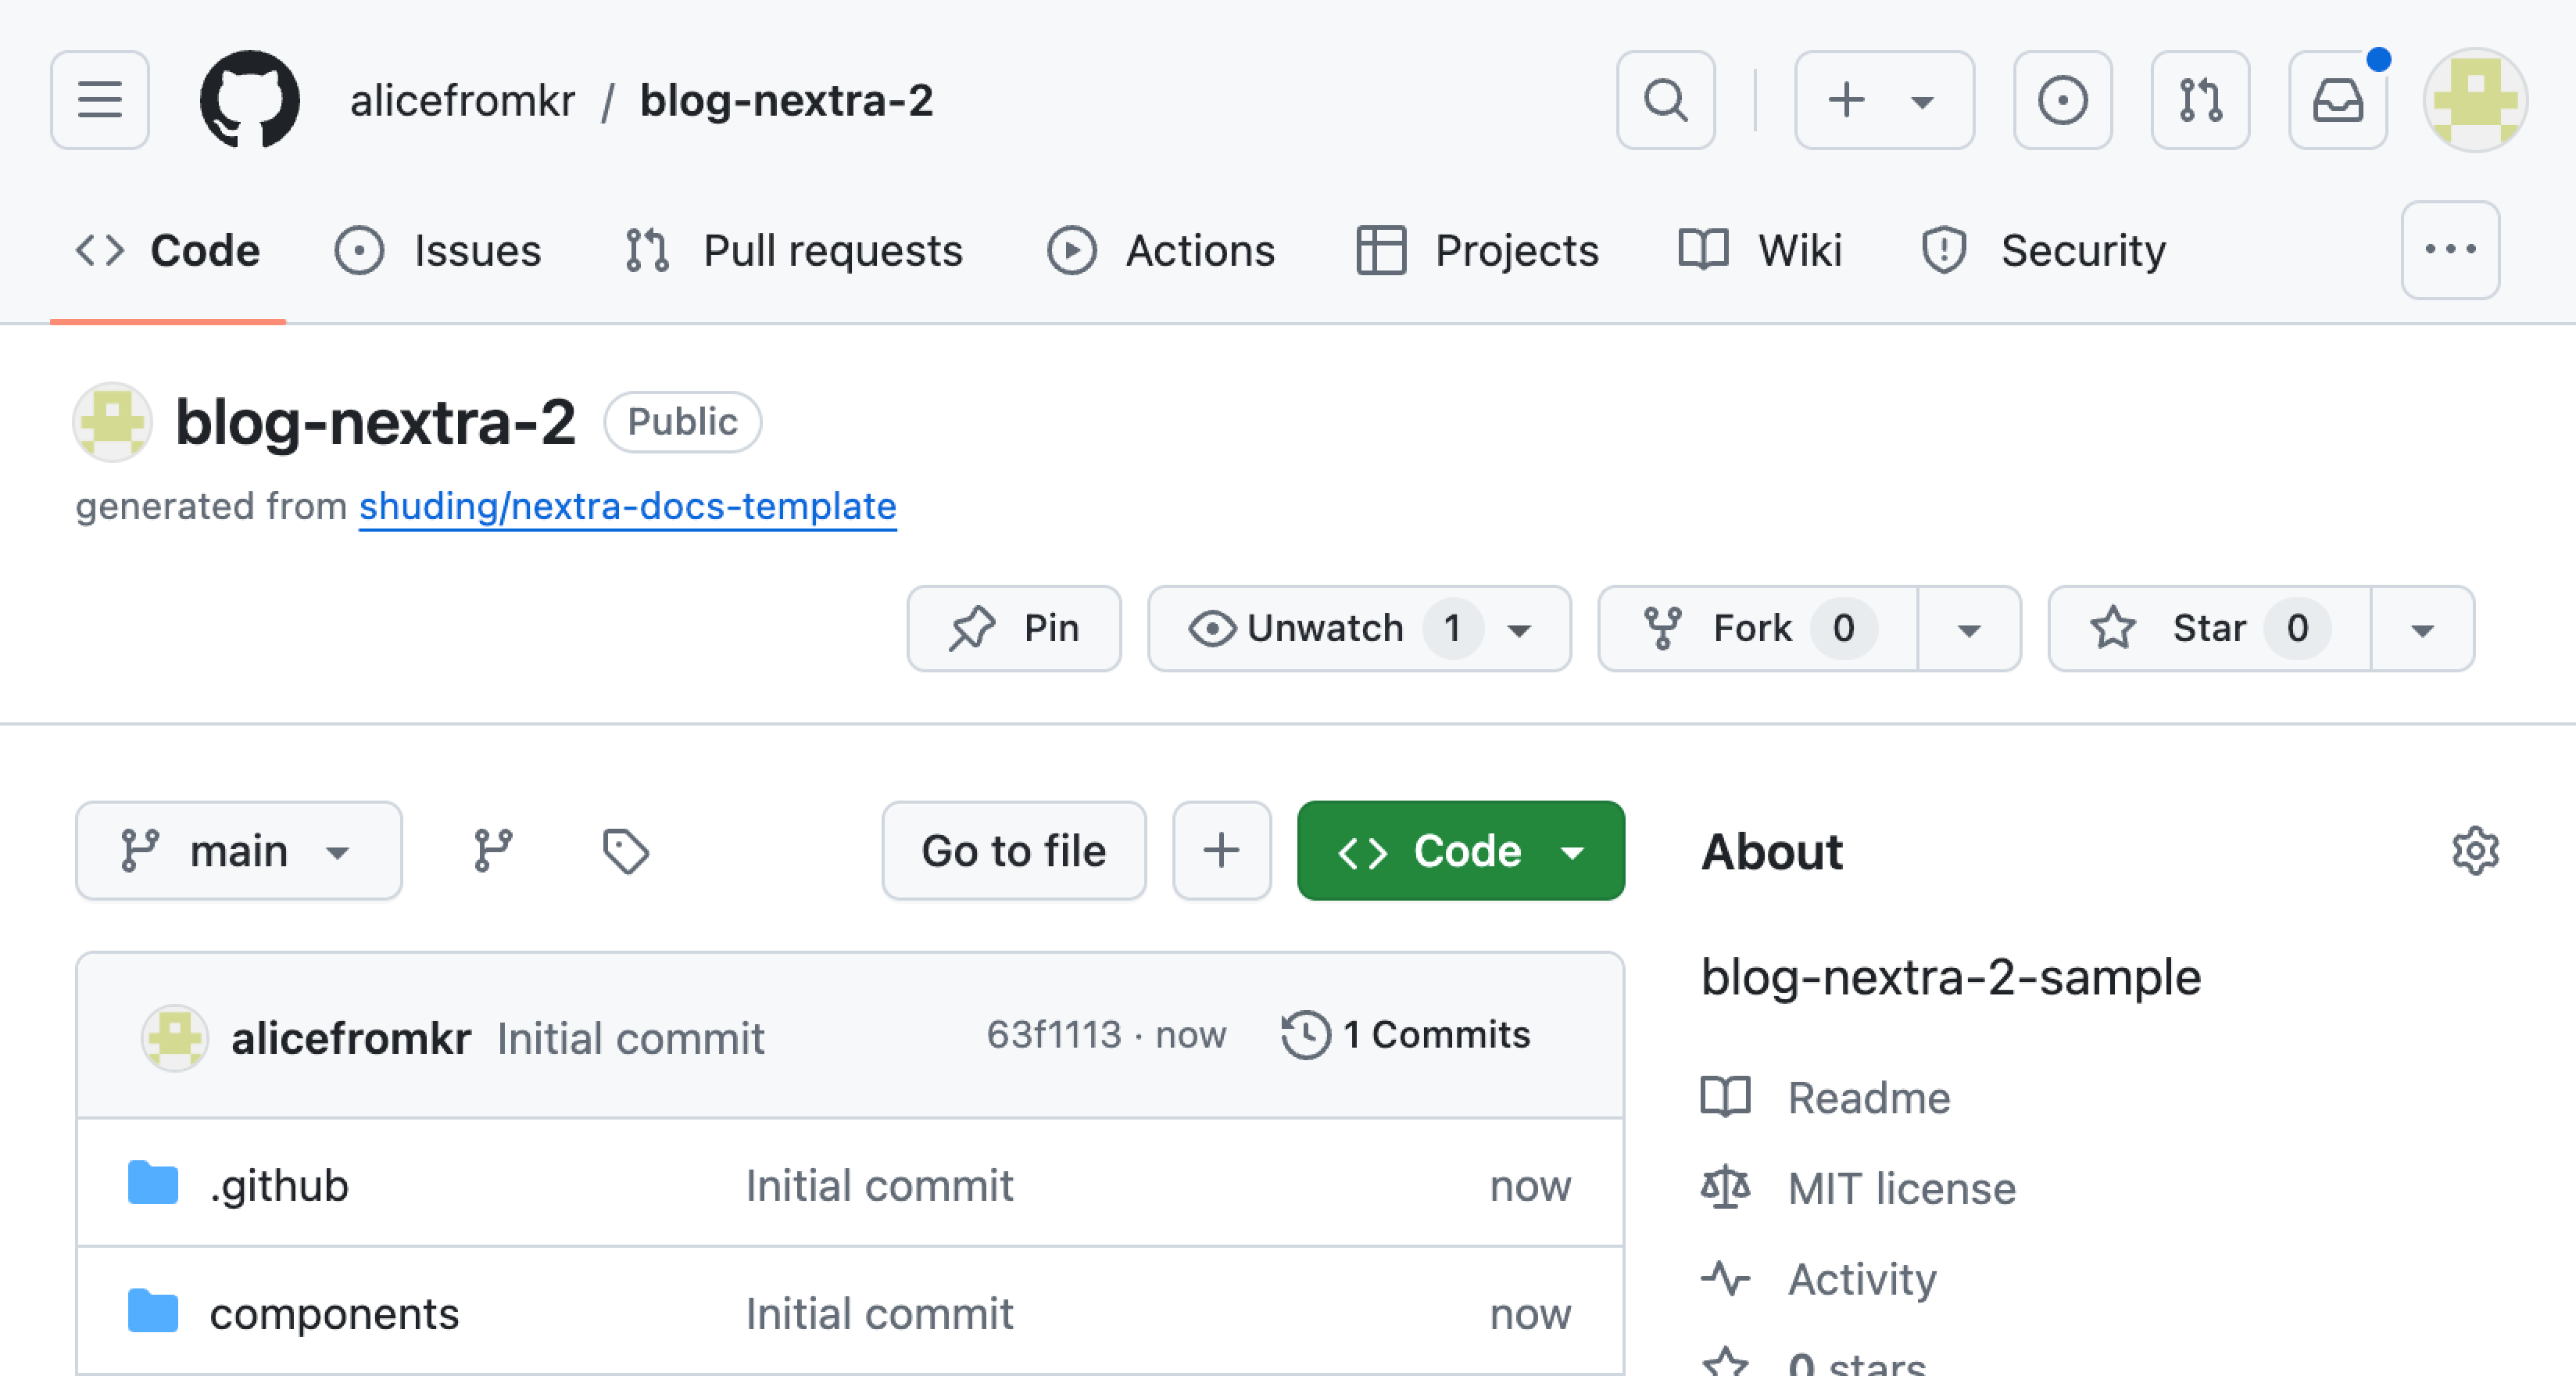 alicefromkr / blog-nextra-2
Code Issues Pull requests Actions Projects Wiki Security
blog-nextra-2 Public
generated from shuding/nextra-docs-template
Pin Unwatch 1 Fork 0 Star 0
main Go to file Code
About
blog-nextra-2-sample
alicefromkr Initial commit 63f1113 · now 1 Commits
Readme
.github Initial commit now
MIT license
Activity
components Initial commit now
0 stars